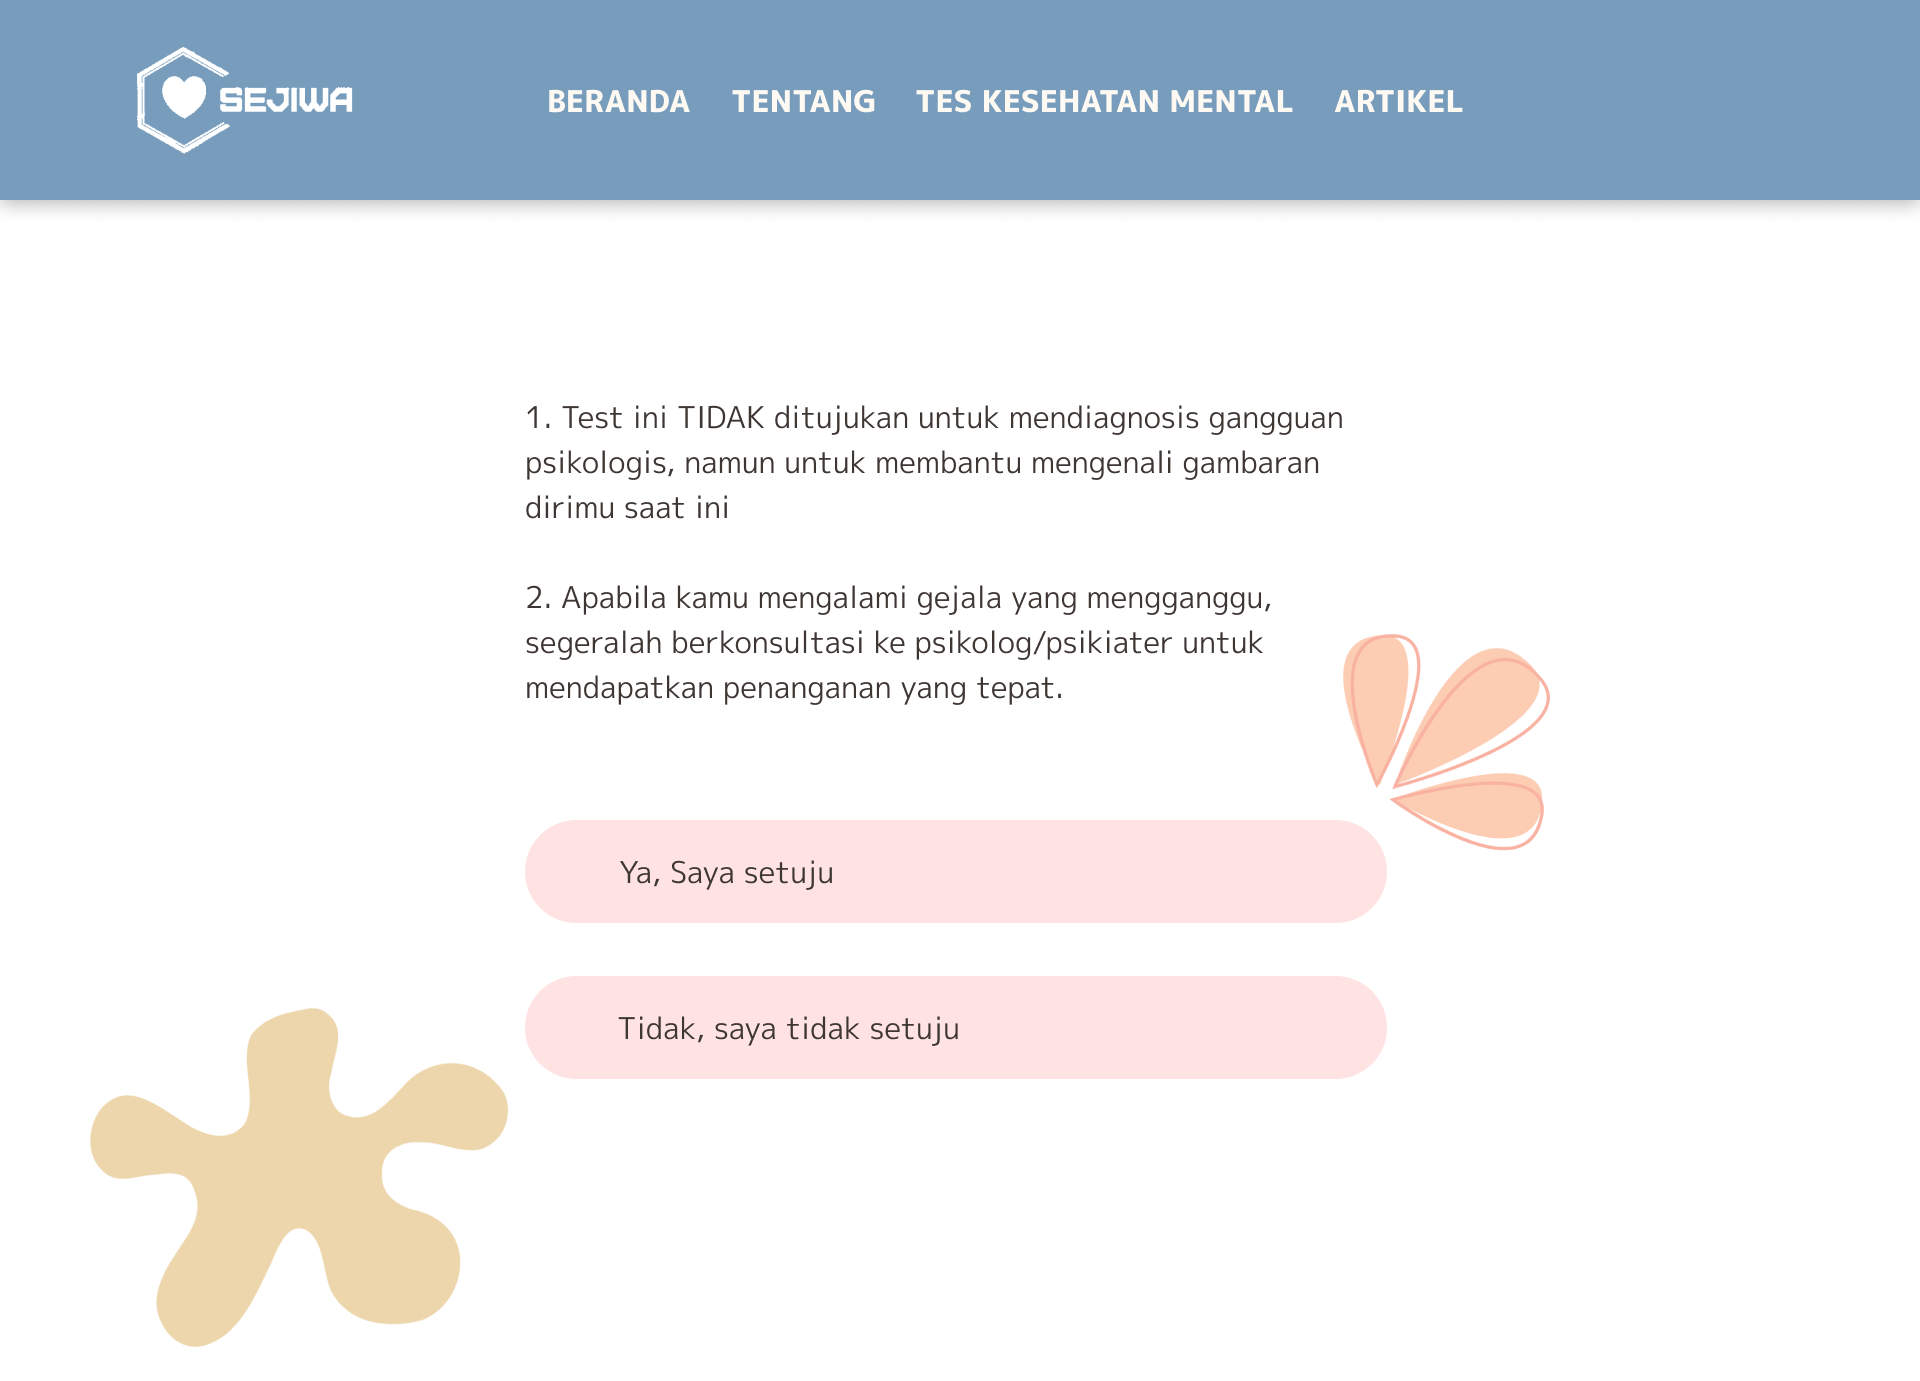 SEJIWA
BERANDA TENTANG TES KESEHATAN MENTAL ARTIKEL
1. Test ini TIDAK ditujukan untuk mendiagnosis gangguan
psikologis, namun untuk membantu mengenali gambaran
dirimu saat ini
2. Apabila kamu mengalami gejala yang mengganggu,
segeralah berkonsultasi ke psikolog/psikiater untuk
mendapatkan penanganan yang tepat.
Ya, Saya setuju
Tidak, saya tidak setuju